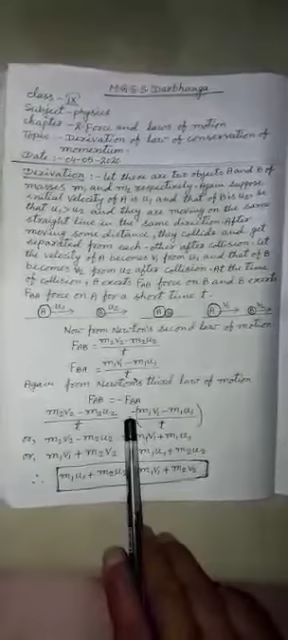 M.G.S.S Darbhanga
class - IX
Subject - physics
chapter - 2. Force and laws of motion
Topic - Derivation of law of conservation of
momentum.
Date :- 04-05-2020
Derivation :- let there are two objects A and B of
masses m₁ and m₂ respectively. Again suppose
initial velocity of A is u₁ and that of B is u₂.
that u₁ > u₂ and they are moving on the same
straight line in the same direction. After
moving some distance, they collide and get
separated from each-other after collision. let
the velocity of A becomes v₁ from u₁ and that of B
becomes v₂ from u₂ after collision. At the time
of collision, A exerts F_AB force on B and B exerts
F_BA force on A for a short time t.
A u₁ B u₂ A B A v₁ B v₂
Now from Newton's second law of motion
F_AB = m₂v₂ - m₂u₂ / t
F_BA = m₁v₁ - m₁u₁ / t
Again from Newton's third law of motion
F_AB = - F_BA
m₂v₂ - m₂u₂ / t - (m₁v₁ - m₁u₁ / t)
or, m₂v₂ - m₂u₂ m₁v₁ + m₁u₁
or, m₁v₁ + m₂v₂ m₁u₁ + m₂u₂
∴ m₁u₁ + m₂u₂ m₁v₁ + m₂v₂